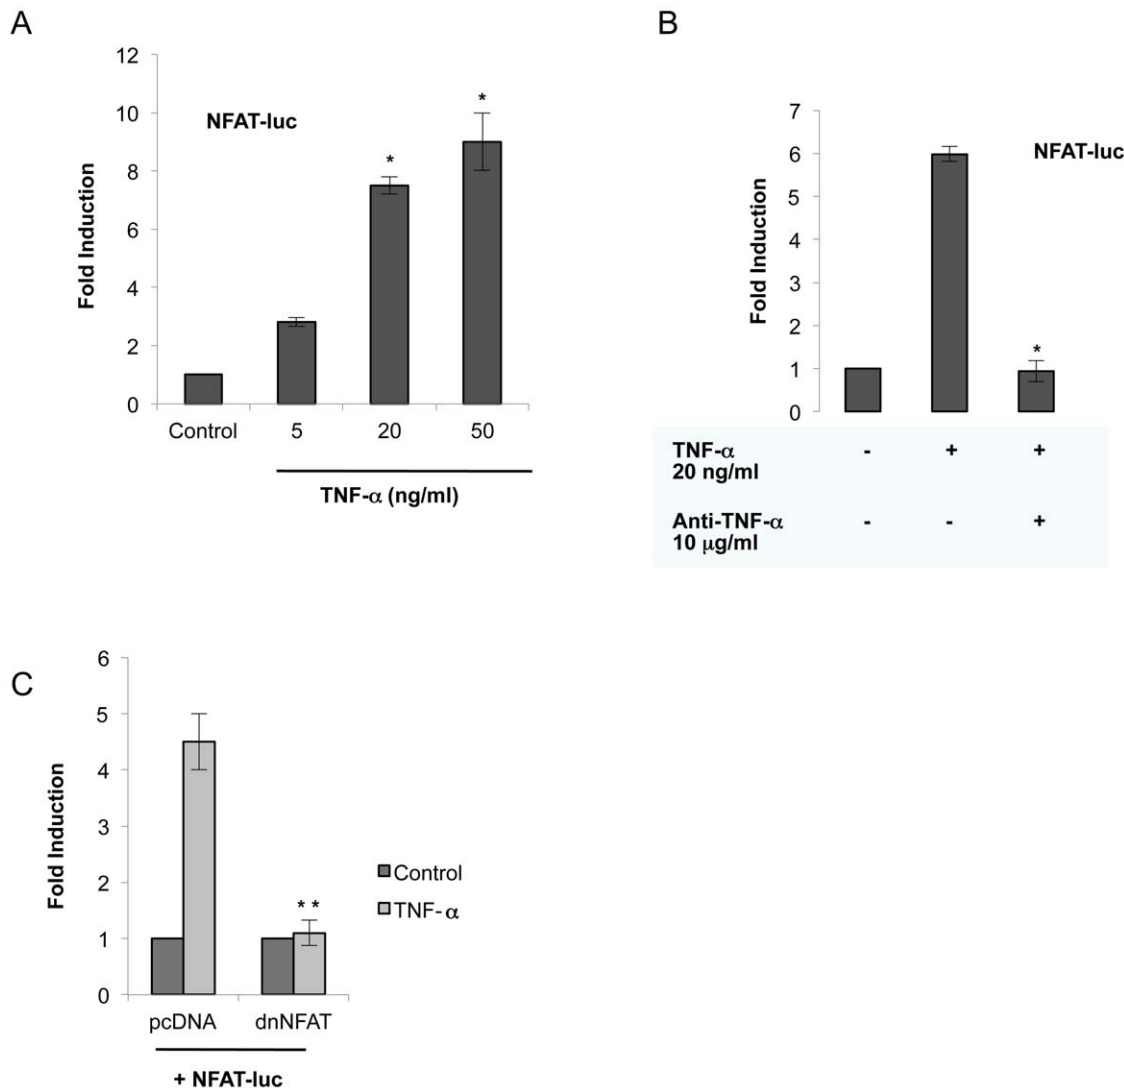 A
12
10
8
6
4
2
0
Fold Induction
NFAT-luc
*
*
Control 5 20 50
TNF-α (ng/ml)
B
7
6
5
4
3
2
1
0
Fold Induction
NFAT-luc
*
TNF-α - + +
20 ng/ml
Anti-TNF-α - - +
10 μg/ml
C
6
5
4
3
2
1
0
Fold Induction
* *
Control
TNF- α
pcDNA dnNFAT
+ NFAT-luc